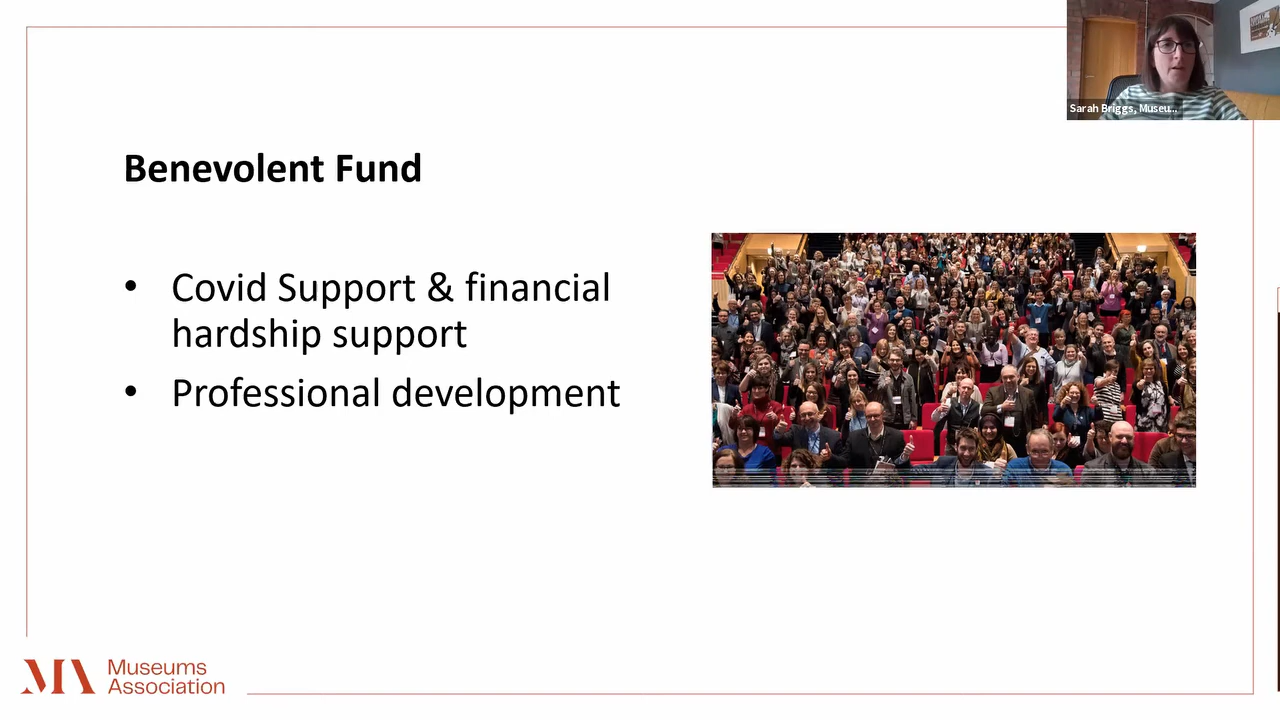 Sarah Briggs, Museu...
Benevolent Fund
• Covid Support & financial
hardship support
• Professional development
Museums
Association